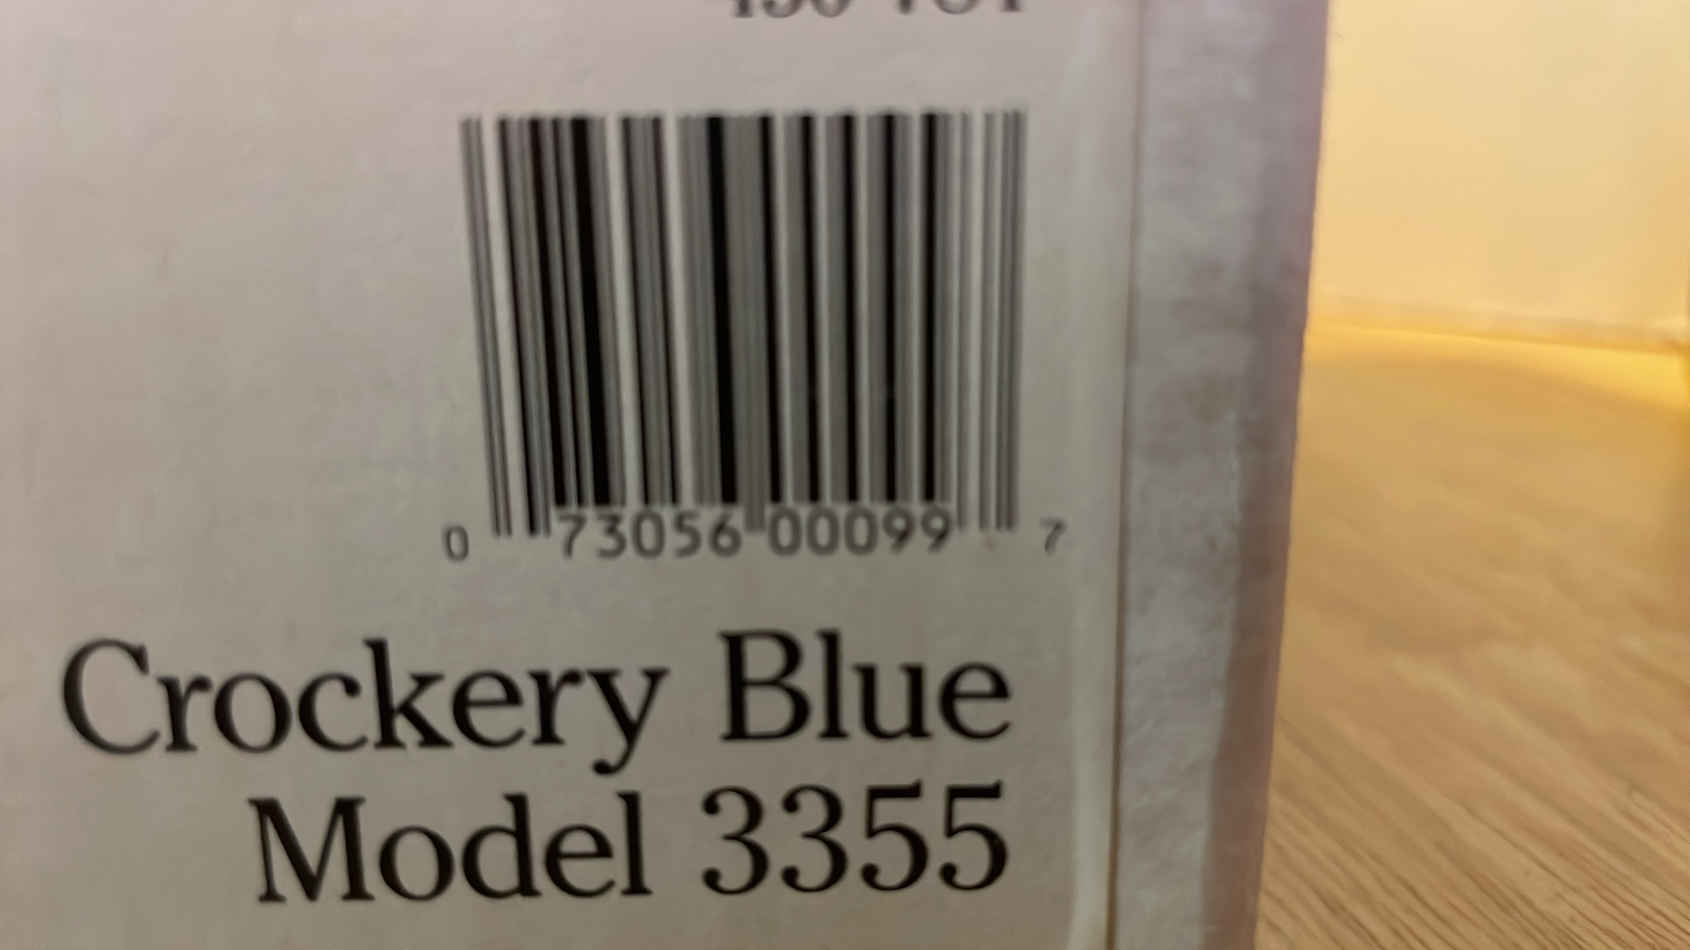 0 73056 00099 7
Crockery Blue
Model 3355